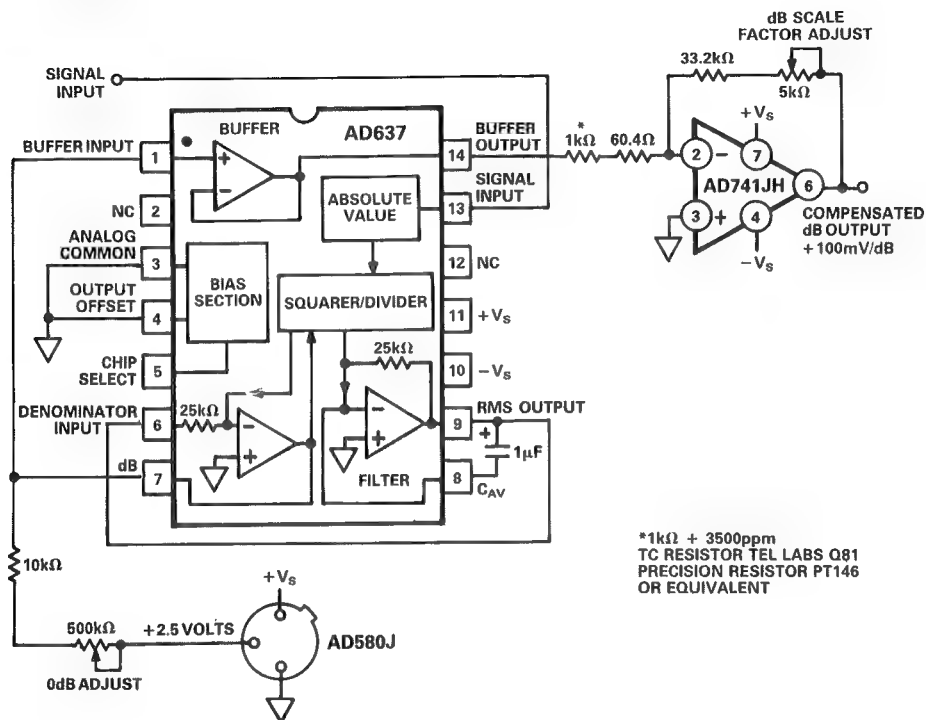 dB SCALE
FACTOR ADJUST
33.2kΩ
5kΩ
SIGNAL
INPUT
BUFFER
AD637
BUFFER
OUTPUT
*
1kΩ
60.4Ω
+VS
BUFFER INPUT
1
+
−
14
2
−
7
AD741JH
6
3
+
4
−VS
COMPENSATED
dB OUTPUT
+100mV/dB
NC
2
ABSOLUTE
VALUE
13
SIGNAL
INPUT
ANALOG
COMMON
3
12
NC
OUTPUT
OFFSET
4
BIAS
SECTION
SQUARER/DIVIDER
11
+VS
CHIP
SELECT
5
25kΩ
10
−VS
DENOMINATOR
INPUT
6
25kΩ
−
+
−
+
9
RMS OUTPUT
+
1μF
dB
7
FILTER
8
CAV
10kΩ
*1kΩ + 3500ppm
TC RESISTOR TEL LABS Q81
PRECISION RESISTOR PT146
OR EQUIVALENT
+VS
500kΩ
+2.5 VOLTS
AD580J
0dB ADJUST